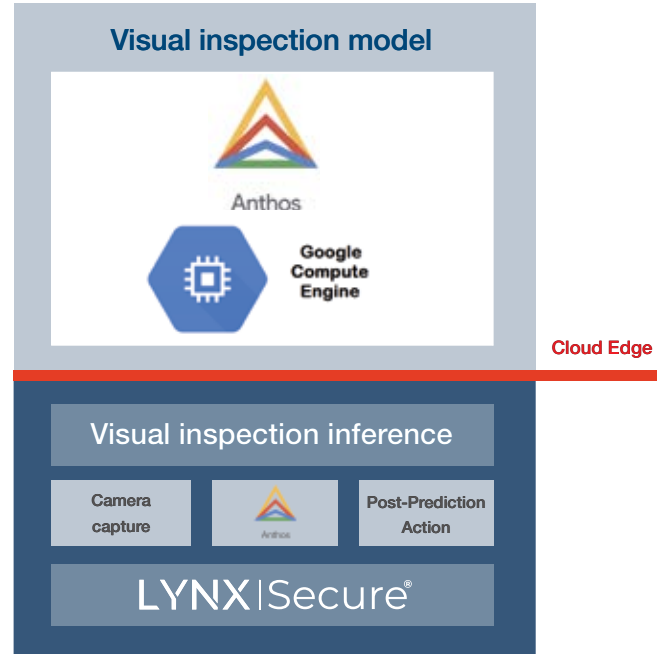 Visual inspection model
Anthos
Google
Compute
Engine
Cloud Edge
Visual inspection inference
Camera
capture
Anthos
Post-Prediction
Action
LYNX|Secure®